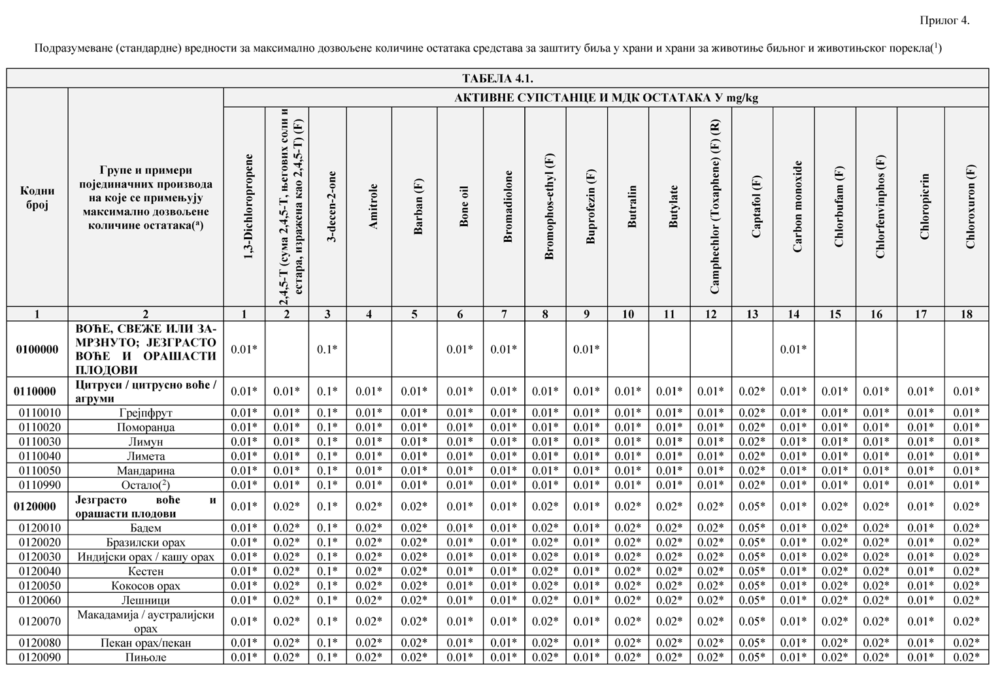 Прилог 4.
Подразумеване (стандардне) вредности за максимално дозвољене количине остатака средстава за заштиту биља у храни и храни за животиње биљног и животињског порекла(¹)
ТАБЕЛА 4.1.
Кодни број
Групе и примери појединачних производа на које се примењују максимално дозвољене количине остатака(ᵃ)
АКТИВНЕ СУПСТАНЦЕ И МДК ОСТАТАКА У mg/kg
1,3-Dichloropropene
2,4,5-T (сума 2,4,5-T, његових соли и естара, изражена као 2,4,5-T) (F)
3-decen-2-one
Amitrole
Barban (F)
Bone oil
Bromadiolone
Bromophos-ethyl (F)
Buprofezin (F)
Butralin
Butylate
Camphechlor (Toxaphene) (F) (R)
Captafol (F)
Carbon monoxide
Chlorbufam (F)
Chlorfenvinphos (F)
Chloropicrin
Chloroxuron (F)
1 2 1 2 3 4 5 6 7 8 9 10 11 12 13 14 15 16 17 18
0100000 ВОЋЕ, СВЕЖЕ ИЛИ ЗА-
МРЗНУТО; ЈЕЗГРАСТО
ВОЋЕ И ОРАШАСТИ
ПЛОДОВИ 0.01* 0.1* 0.01* 0.01* 0.01* 0.01*
0110000 Цитруси / цитрусно воће /
агруми 0.01* 0.01* 0.1* 0.01* 0.01* 0.01* 0.01* 0.01* 0.01* 0.01* 0.01* 0.01* 0.02* 0.01* 0.01* 0.01* 0.01* 0.01*
0110010 Грејпфрут 0.01* 0.01* 0.1* 0.01* 0.01* 0.01* 0.01* 0.01* 0.01* 0.01* 0.01* 0.01* 0.02* 0.01* 0.01* 0.01* 0.01* 0.01*
0110020 Поморанџа 0.01* 0.01* 0.1* 0.01* 0.01* 0.01* 0.01* 0.01* 0.01* 0.01* 0.01* 0.01* 0.02* 0.01* 0.01* 0.01* 0.01* 0.01*
0110030 Лимун 0.01* 0.01* 0.1* 0.01* 0.01* 0.01* 0.01* 0.01* 0.01* 0.01* 0.01* 0.01* 0.02* 0.01* 0.01* 0.01* 0.01* 0.01*
0110040 Лимета 0.01* 0.01* 0.1* 0.01* 0.01* 0.01* 0.01* 0.01* 0.01* 0.01* 0.01* 0.01* 0.02* 0.01* 0.01* 0.01* 0.01* 0.01*
0110050 Мандарина 0.01* 0.01* 0.1* 0.01* 0.01* 0.01* 0.01* 0.01* 0.01* 0.01* 0.01* 0.01* 0.02* 0.01* 0.01* 0.01* 0.01* 0.01*
0110990 Остало(²) 0.01* 0.01* 0.1* 0.01* 0.01* 0.01* 0.01* 0.01* 0.01* 0.01* 0.01* 0.01* 0.02* 0.01* 0.01* 0.01* 0.01* 0.01*
0120000 Језграсто воће и
орашасти плодови 0.01* 0.02* 0.1* 0.02* 0.02* 0.01* 0.01* 0.02* 0.01* 0.02* 0.02* 0.02* 0.05* 0.01* 0.02* 0.02* 0.01* 0.02*
0120010 Бадем 0.01* 0.02* 0.1* 0.02* 0.02* 0.01* 0.01* 0.02* 0.01* 0.02* 0.02* 0.02* 0.05* 0.01* 0.02* 0.02* 0.01* 0.02*
0120020 Бразилски орах 0.01* 0.02* 0.1* 0.02* 0.02* 0.01* 0.01* 0.02* 0.01* 0.02* 0.02* 0.02* 0.05* 0.01* 0.02* 0.02* 0.01* 0.02*
0120030 Индијски орах / кашу орах 0.01* 0.02* 0.1* 0.02* 0.02* 0.01* 0.01* 0.02* 0.01* 0.02* 0.02* 0.02* 0.05* 0.01* 0.02* 0.02* 0.01* 0.02*
0120040 Кестен 0.01* 0.02* 0.1* 0.02* 0.02* 0.01* 0.01* 0.02* 0.01* 0.02* 0.02* 0.02* 0.05* 0.01* 0.02* 0.02* 0.01* 0.02*
0120050 Кокосов орах 0.01* 0.02* 0.1* 0.02* 0.02* 0.01* 0.01* 0.02* 0.01* 0.02* 0.02* 0.02* 0.05* 0.01* 0.02* 0.02* 0.01* 0.02*
0120060 Лешници 0.01* 0.02* 0.1* 0.02* 0.02* 0.01* 0.01* 0.02* 0.01* 0.02* 0.02* 0.02* 0.05* 0.01* 0.02* 0.02* 0.01* 0.02*
0120070 Макадамија / аустралијски
орах 0.01* 0.02* 0.1* 0.02* 0.02* 0.01* 0.01* 0.02* 0.01* 0.02* 0.02* 0.02* 0.05* 0.01* 0.02* 0.02* 0.01* 0.02*
0120080 Пекан орах/пекан 0.01* 0.02* 0.1* 0.02* 0.02* 0.01* 0.01* 0.02* 0.01* 0.02* 0.02* 0.02* 0.05* 0.01* 0.02* 0.02* 0.01* 0.02*
0120090 Пињоле 0.01* 0.02* 0.1* 0.02* 0.02* 0.01* 0.01* 0.02* 0.01* 0.02* 0.02* 0.02* 0.05* 0.01* 0.02* 0.02* 0.01* 0.02*